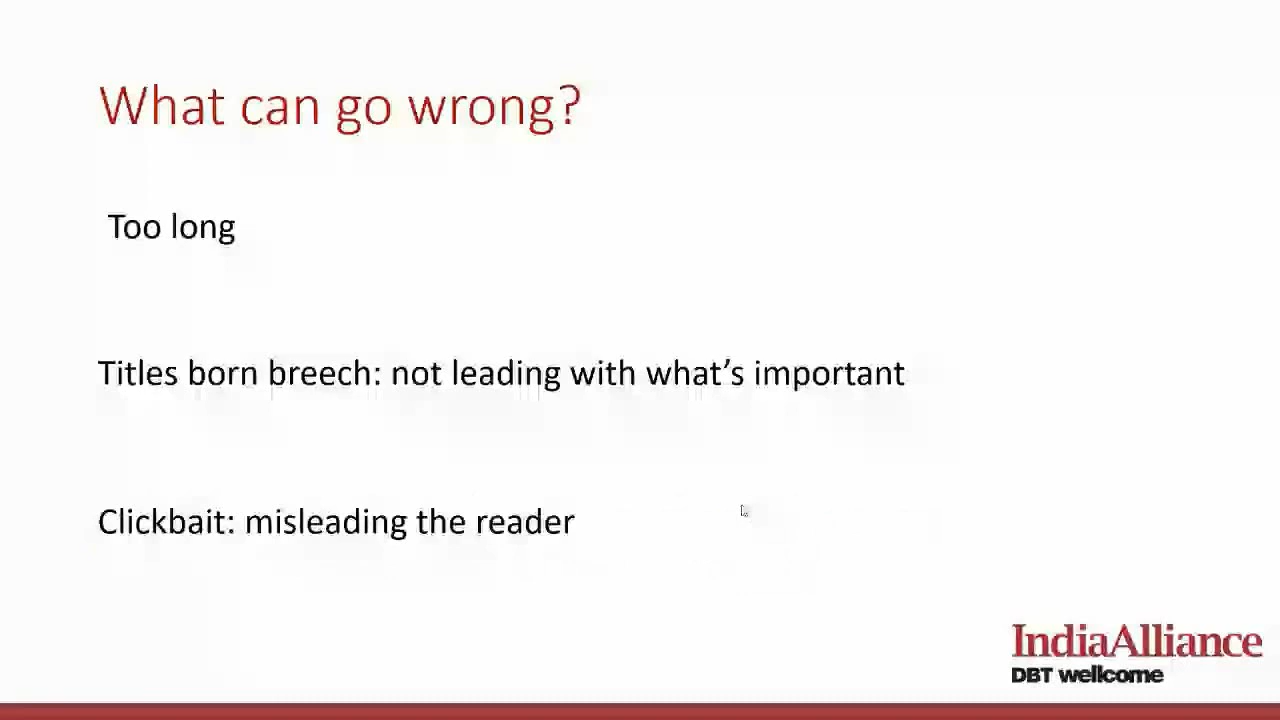 What can go wrong?
Too long
Titles born breech: not leading with what’s important
Clickbait: misleading the reader
IndiaAlliance
DBT wellcome